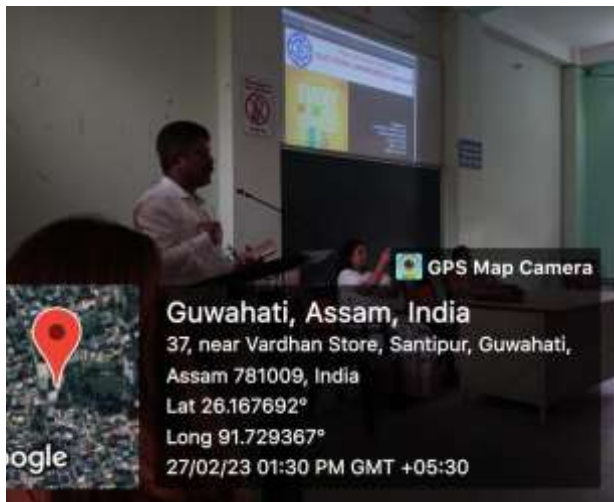 GPS Map Camera
Guwahati, Assam, India
37, near Vardhan Store, Santipur, Guwahati,
Assam 781009, India
Lat 26.167692°
Long 91.729367°
27/02/23 01:30 PM GMT +05:30
oogle